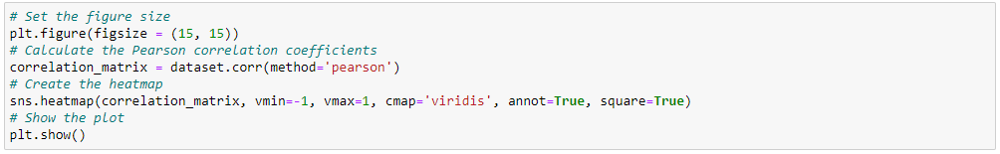 # Set the figure size
plt.figure(figsize = (15, 15))
# Calculate the Pearson correlation coefficients
correlation_matrix = dataset.corr(method='pearson')
# Create the heatmap
sns.heatmap(correlation_matrix, vmin=-1, vmax=1, cmap='viridis', annot=True, square=True)
# Show the plot
plt.show()